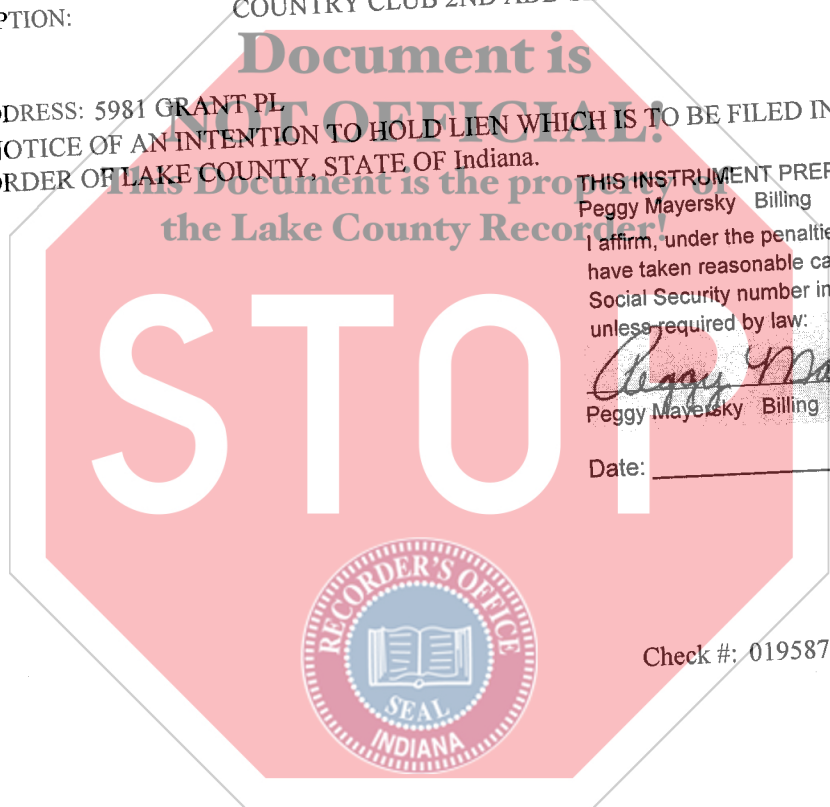 PTION:
COUNTRY CLUB 2ND ADD
Document is
DRESS: 5981 GRANT PL
NOT OFFICIAL!
NOTICE OF AN INTENTION TO HOLD LIEN WHICH IS TO BE FILED IN
ORDER OF LAKE COUNTY, STATE OF Indiana.
This Document is the property of
the Lake County Recorder!
THIS INSTRUMENT PREP
Peggy Mayersky Billing
I affirm, under the penaltie
have taken reasonable ca
Social Security number in
unless required by law:
Peggy Ma
Peggy Mayersky Billing
Date:
STOP
RECORDER'S OFFICE
SEAL
INDIANA
Check #: 019587